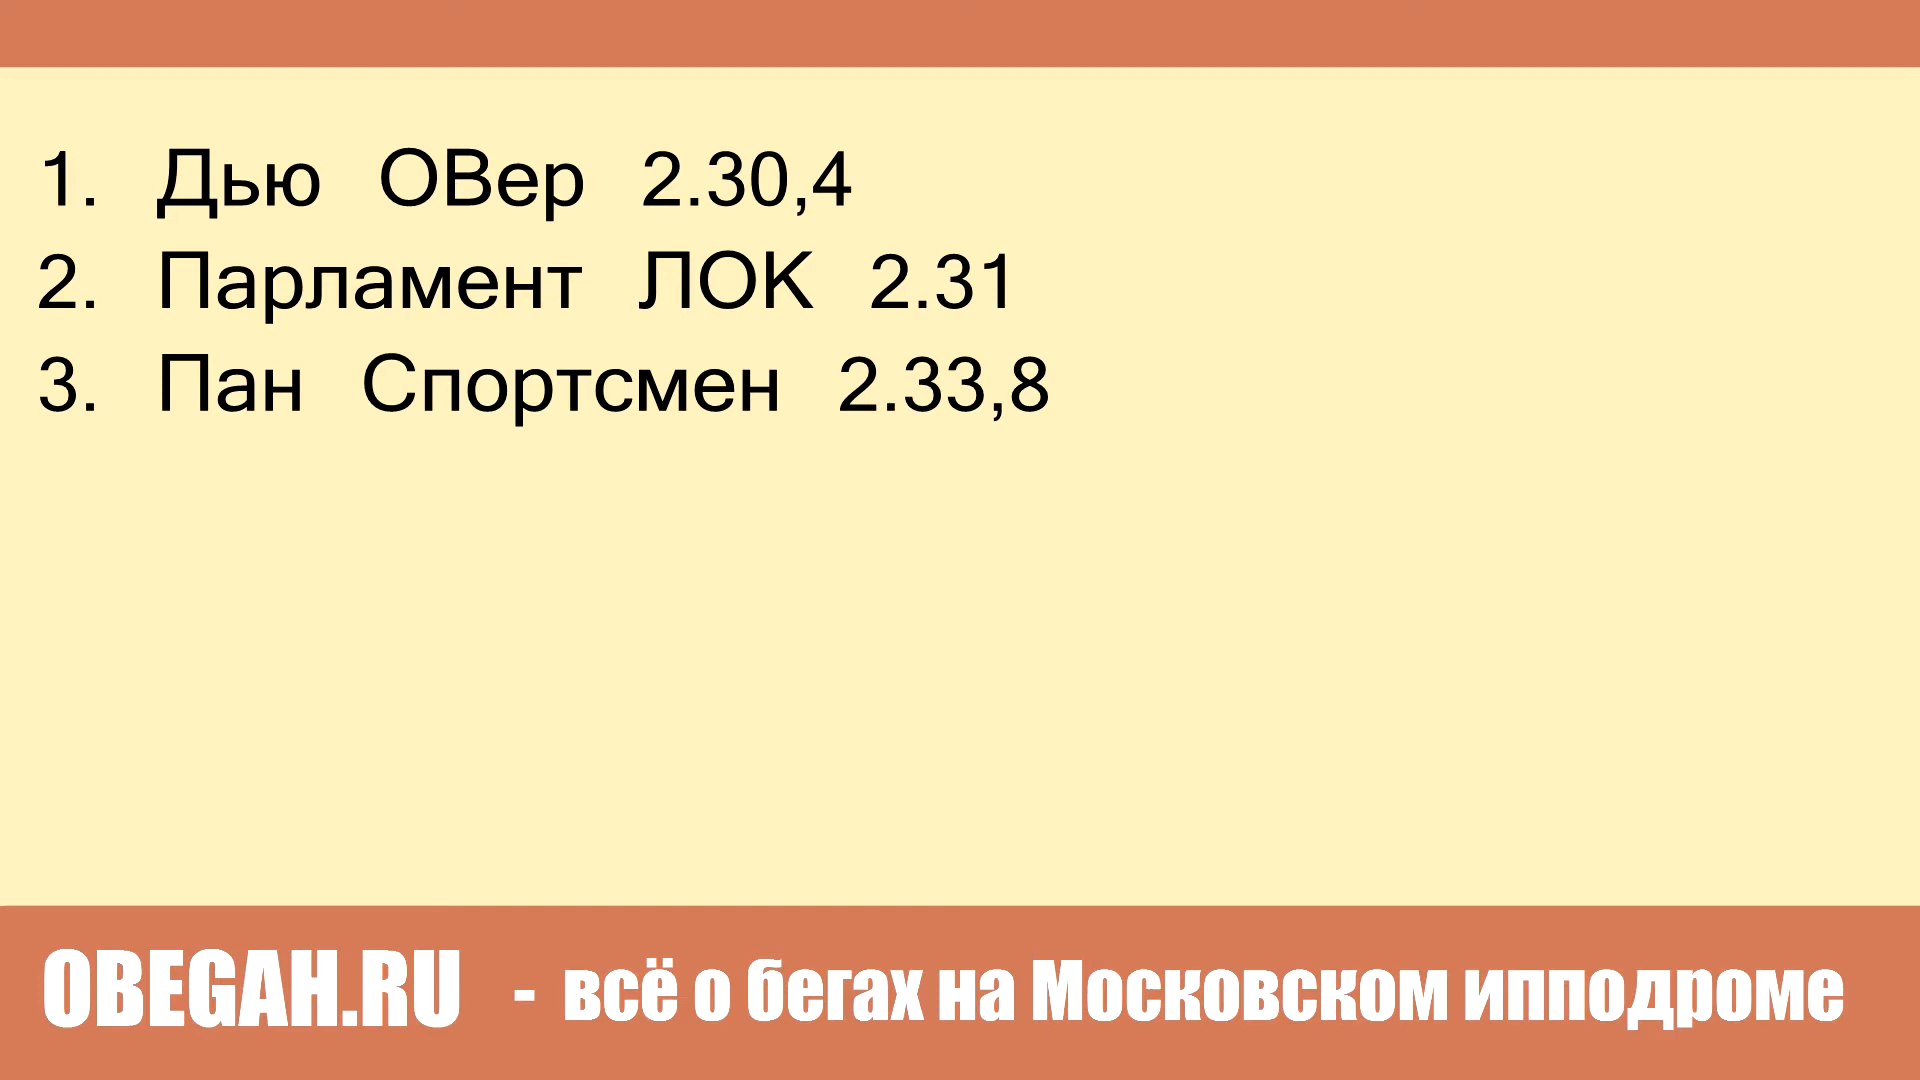 1. Дью ОВер 2.30,4
2. Парламент ЛОК 2.31
3. Пан Спортсмен 2.33,8
OBEGAH.RU - всё о бегах на Московском ипподроме